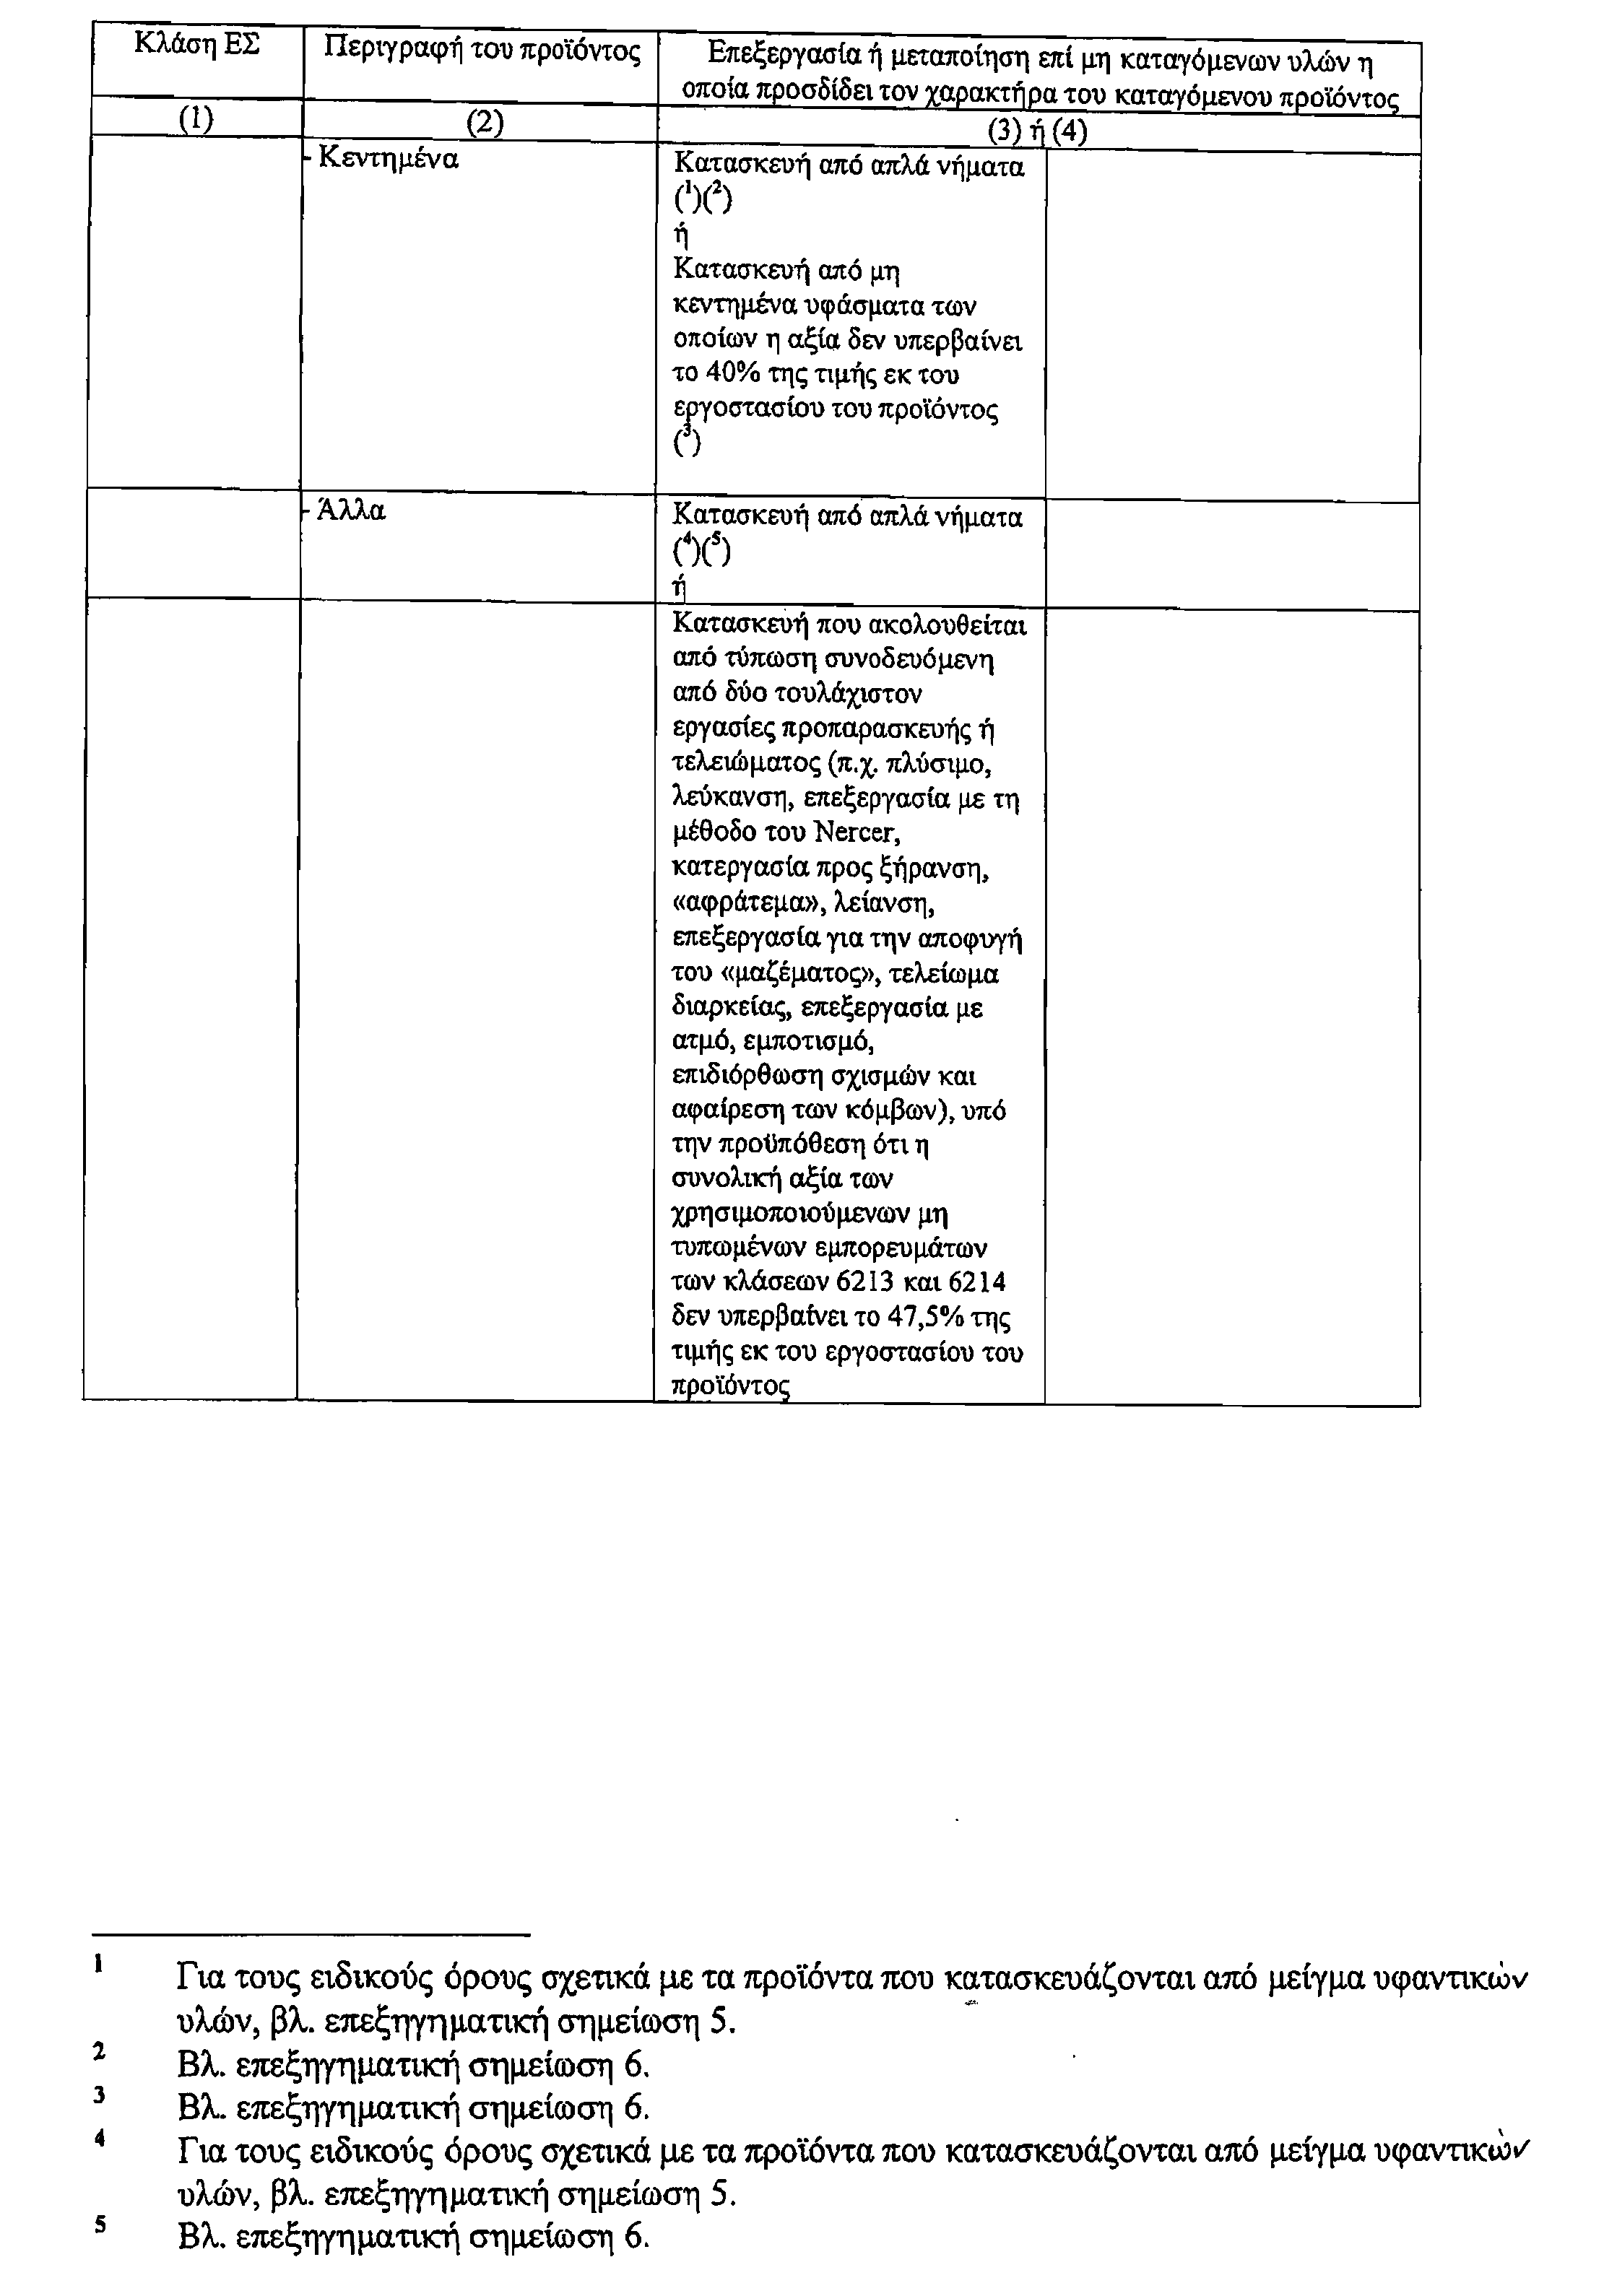 Κλάση ΕΣ
Περιγραφή του προϊόντος
Επεξεργασία ή μεταποίηση επί μη καταγόμενων υλών η
οποία προσδίδει τον χαρακτήρα του καταγόμενου προϊόντος
(1)
(2)
(3) ή (4)
- Κεντημένα
Κατασκευή από απλά νήματα
(¹)(²)
ή
Κατασκευή από μη
κεντημένα υφάσματα των
οποίων η αξία δεν υπερβαίνει
το 40% της τιμής εκ του
εργοστασίου του προϊόντος
(³)
- Άλλα
Κατασκευή από απλά νήματα
(⁴)(⁵)
ή
Κατασκευή που ακολουθείται
από τύπωση συνοδευόμενη
από δύο τουλάχιστον
εργασίες προπαρασκευής ή
τελειώματος (π.χ. πλύσιμο,
λεύκανση, επεξεργασία με τη
μέθοδο του Nercer,
κατεργασία προς ξήρανση,
«αφράτεμα», λείανση,
επεξεργασία για την αποφυγή
του «μαζέματος», τελείωμα
διαρκείας, επεξεργασία με
ατμό, εμποτισμό,
επιδιόρθωση σχισμών και
αφαίρεση των κόμβων), υπό
την προϋπόθεση ότι η
συνολική αξία των
χρησιμοποιούμενων μη
τυπωμένων εμπορευμάτων
των κλάσεων 6213 και 6214
δεν υπερβαίνει το 47,5% της
τιμής εκ του εργοστασίου του
προϊόντος
1 Για τους ειδικούς όρους σχετικά με τα προϊόντα που κατασκευάζονται από μείγμα υφαντικών
υλών, βλ. επεξηγηματική σημείωση 5.
2 Βλ. επεξηγηματική σημείωση 6.
3 Βλ. επεξηγηματική σημείωση 6.
4 Για τους ειδικούς όρους σχετικά με τα προϊόντα που κατασκευάζονται από μείγμα υφαντικών
υλών, βλ. επεξηγηματική σημείωση 5.
5 Βλ. επεξηγηματική σημείωση 6.